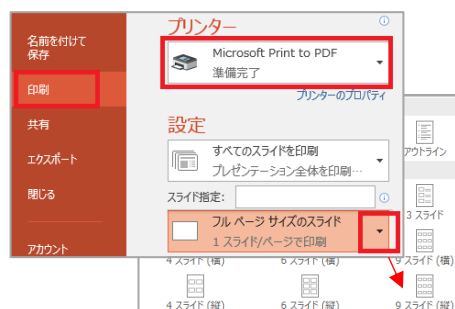 名前を付けて
保存
印刷
共有
エクスポート
閉じる
アカウント
プリンター
Microsoft Print to PDF
準備完了
プリンターのプロパティ
設定
すべてのスライドを印刷
プレゼンテーション全体を印刷…
スライド指定:
フル ページ サイズのスライド
1 スライド/ページで印刷
アウトライン
3 スライド
4 スライド (横)
6 スライド (横)
9 スライド (横)
4 スライド (縦)
6 スライド (縦)
9 スライド (縦)